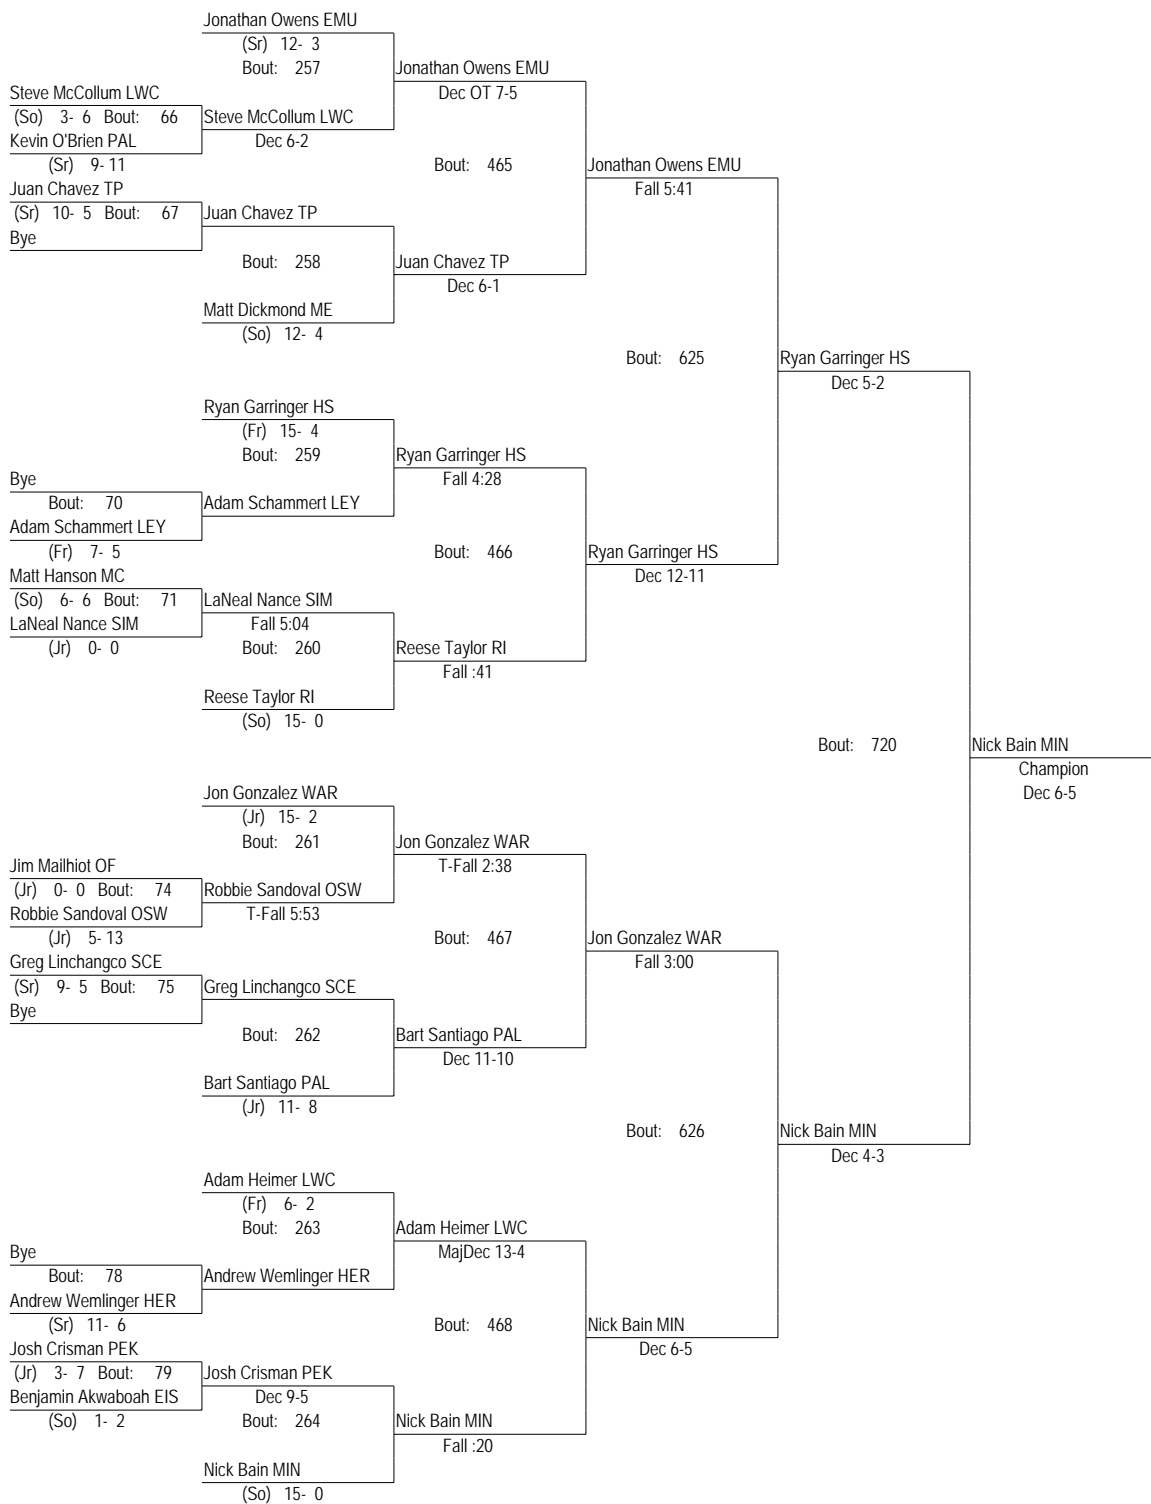 Jonathan Owens EMU
(Sr) 12- 3
Bout: 257
Jonathan Owens EMU
Dec OT 7-5
Steve McCollum LWC
(So) 3- 6 Bout: 66
Steve McCollum LWC
Kevin O'Brien PAL
Dec 6-2
(Sr) 9- 11
Bout: 465
Jonathan Owens EMU
Fall 5:41
Juan Chavez TP
(Sr) 10- 5 Bout: 67
Juan Chavez TP
Bye
Bout: 258
Juan Chavez TP
Dec 6-1
Matt Dickmond ME
(So) 12- 4
Bout: 625
Ryan Garringer HS
Dec 5-2
Ryan Garringer HS
(Fr) 15- 4
Bout: 259
Ryan Garringer HS
Fall 4:28
Bye
Bout: 70
Adam Schammert LEY
Adam Schammert LEY
(Fr) 7- 5
Bout: 466
Ryan Garringer HS
Dec 12-11
Matt Hanson MC
(So) 6- 6 Bout: 71
LaNeal Nance SIM
LaNeal Nance SIM
Fall 5:04
(Jr) 0- 0
Bout: 260
Reese Taylor RI
Fall :41
Reese Taylor RI
(So) 15- 0
Bout: 720
Nick Bain MIN
Champion
Dec 6-5
Jon Gonzalez WAR
(Jr) 15- 2
Bout: 261
Jon Gonzalez WAR
T-Fall 2:38
Jim Mailhiot OF
(Jr) 0- 0 Bout: 74
Robbie Sandoval OSW
Robbie Sandoval OSW
T-Fall 5:53
(Jr) 5- 13
Bout: 467
Jon Gonzalez WAR
Fall 3:00
Greg Linchangco SCE
(Sr) 9- 5 Bout: 75
Greg Linchangco SCE
Bye
Bout: 262
Bart Santiago PAL
Dec 11-10
Bart Santiago PAL
(Jr) 11- 8
Bout: 626
Nick Bain MIN
Dec 4-3
Adam Heimer LWC
(Fr) 6- 2
Bout: 263
Adam Heimer LWC
MajDec 13-4
Bye
Bout: 78
Andrew Wemlinger HER
Andrew Wemlinger HER
(Sr) 11- 6
Bout: 468
Nick Bain MIN
Dec 6-5
Josh Crisman PEK
(Jr) 3- 7 Bout: 79
Josh Crisman PEK
Benjamin Akwaboah EIS
Dec 9-5
(So) 1- 2
Bout: 264
Nick Bain MIN
Fall :20
Nick Bain MIN
(So) 15- 0